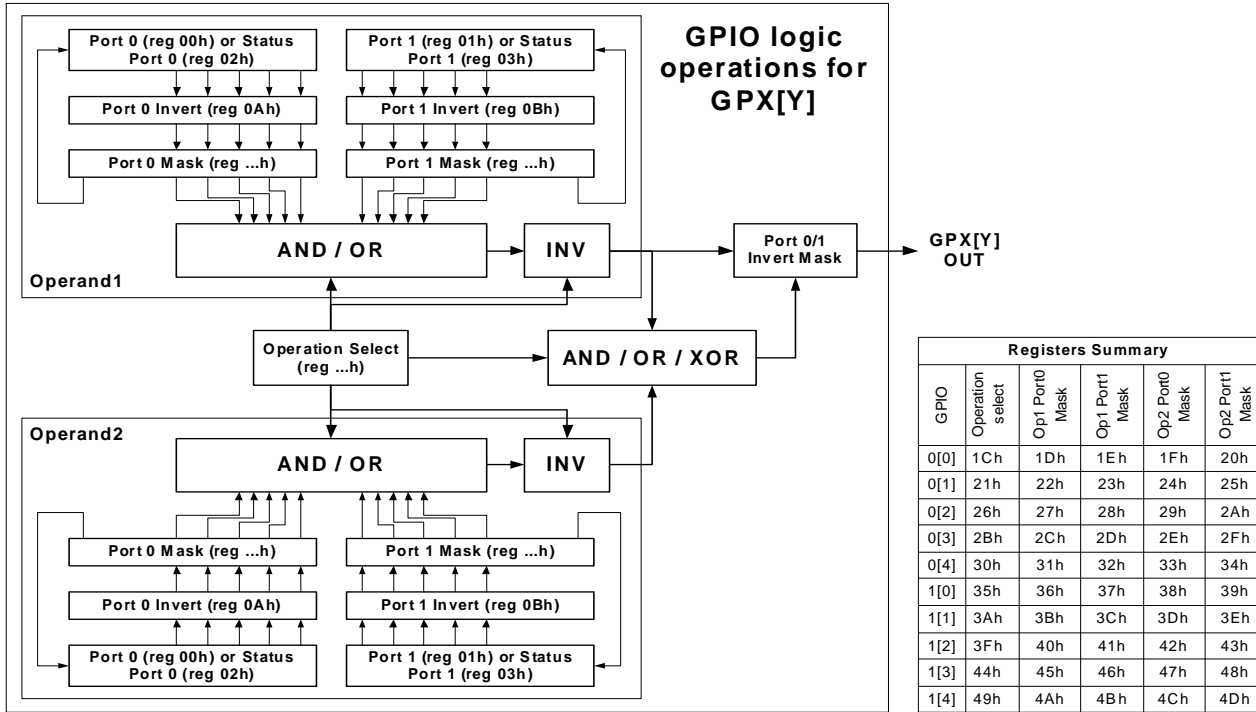 GPIO logic
operations for
GPX[Y]
Port 0 (reg 00h) or Status
Port 0 (reg 02h)
Port 1 (reg 01h) or Status
Port 1 (reg 03h)
Port 0 Invert (reg 0Ah)
Port 1 Invert (reg 0Bh)
Port 0 Mask (reg ...h)
Port 1 Mask (reg ...h)
AND / OR
INV
Port 0/1
Invert Mask
GPX[Y]
OUT
Operand1
Operation Select
(reg ...h)
AND / OR / XOR
Operand2
AND / OR
INV
Port 0 Mask (reg ...h)
Port 1 Mask (reg ...h)
Port 0 Invert (reg 0Ah)
Port 1 Invert (reg 0Bh)
Port 0 (reg 00h) or Status
Port 0 (reg 02h)
Port 1 (reg 01h) or Status
Port 1 (reg 03h)
Registers Summary
GPIO
Operation
select
Op1 Port0
Mask
Op1 Port1
Mask
Op2 Port0
Mask
Op2 Port1
Mask
0[0] 1Ch 1Dh 1Eh 1Fh 20h
0[1] 21h 22h 23h 24h 25h
0[2] 26h 27h 28h 29h 2Ah
0[3] 2Bh 2Ch 2Dh 2Eh 2Fh
0[4] 30h 31h 32h 33h 34h
1[0] 35h 36h 37h 38h 39h
1[1] 3Ah 3Bh 3Ch 3Dh 3Eh
1[2] 3Fh 40h 41h 42h 43h
1[3] 44h 45h 46h 47h 48h
1[4] 49h 4Ah 4Bh 4Ch 4Dh